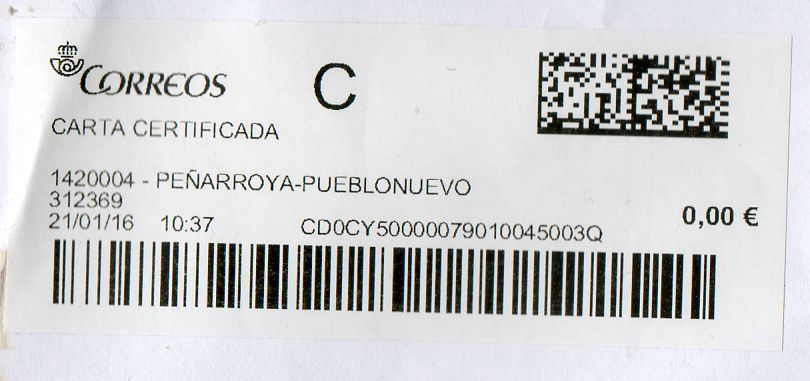 CORREOS
C
CARTA CERTIFICADA
1420004 - PEÑARROYA-PUEBLONUEVO
312369
21/01/16 10:37 CD0CY50000079010045003Q
0,00 €